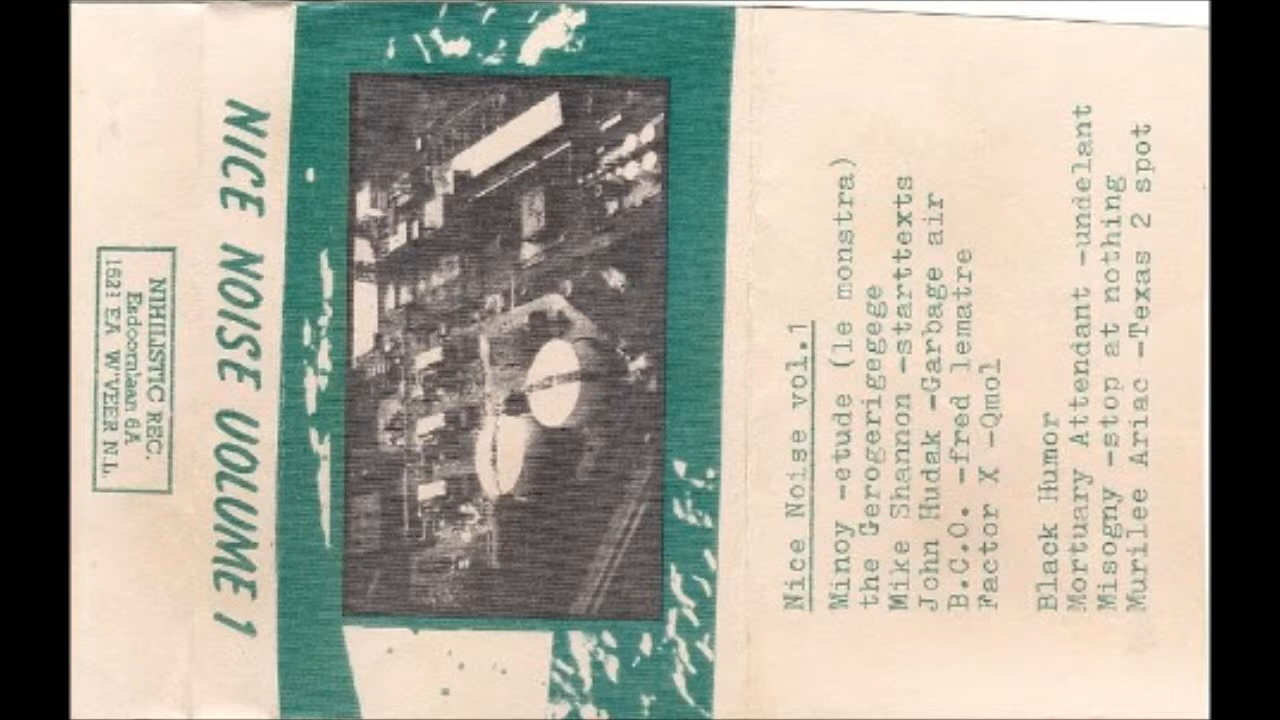 NIHILISTIC REC.
Esdoornlaan 6A
1521 EA W'VEER N.L.
NICE NOISE VOLUME 1
Nice Noise vol.1
Minoy -etude (le monstra)
the Gerogerigegege
Mike Shannon -starttexts
John Hudak -Garbage air
B.C.O. -fred lematre
Factor X -Qmol
Black Humor
Mortuary Attendant -undelant
Misogny -stop at nothing
Murilee Ariac -Texas 2 spot